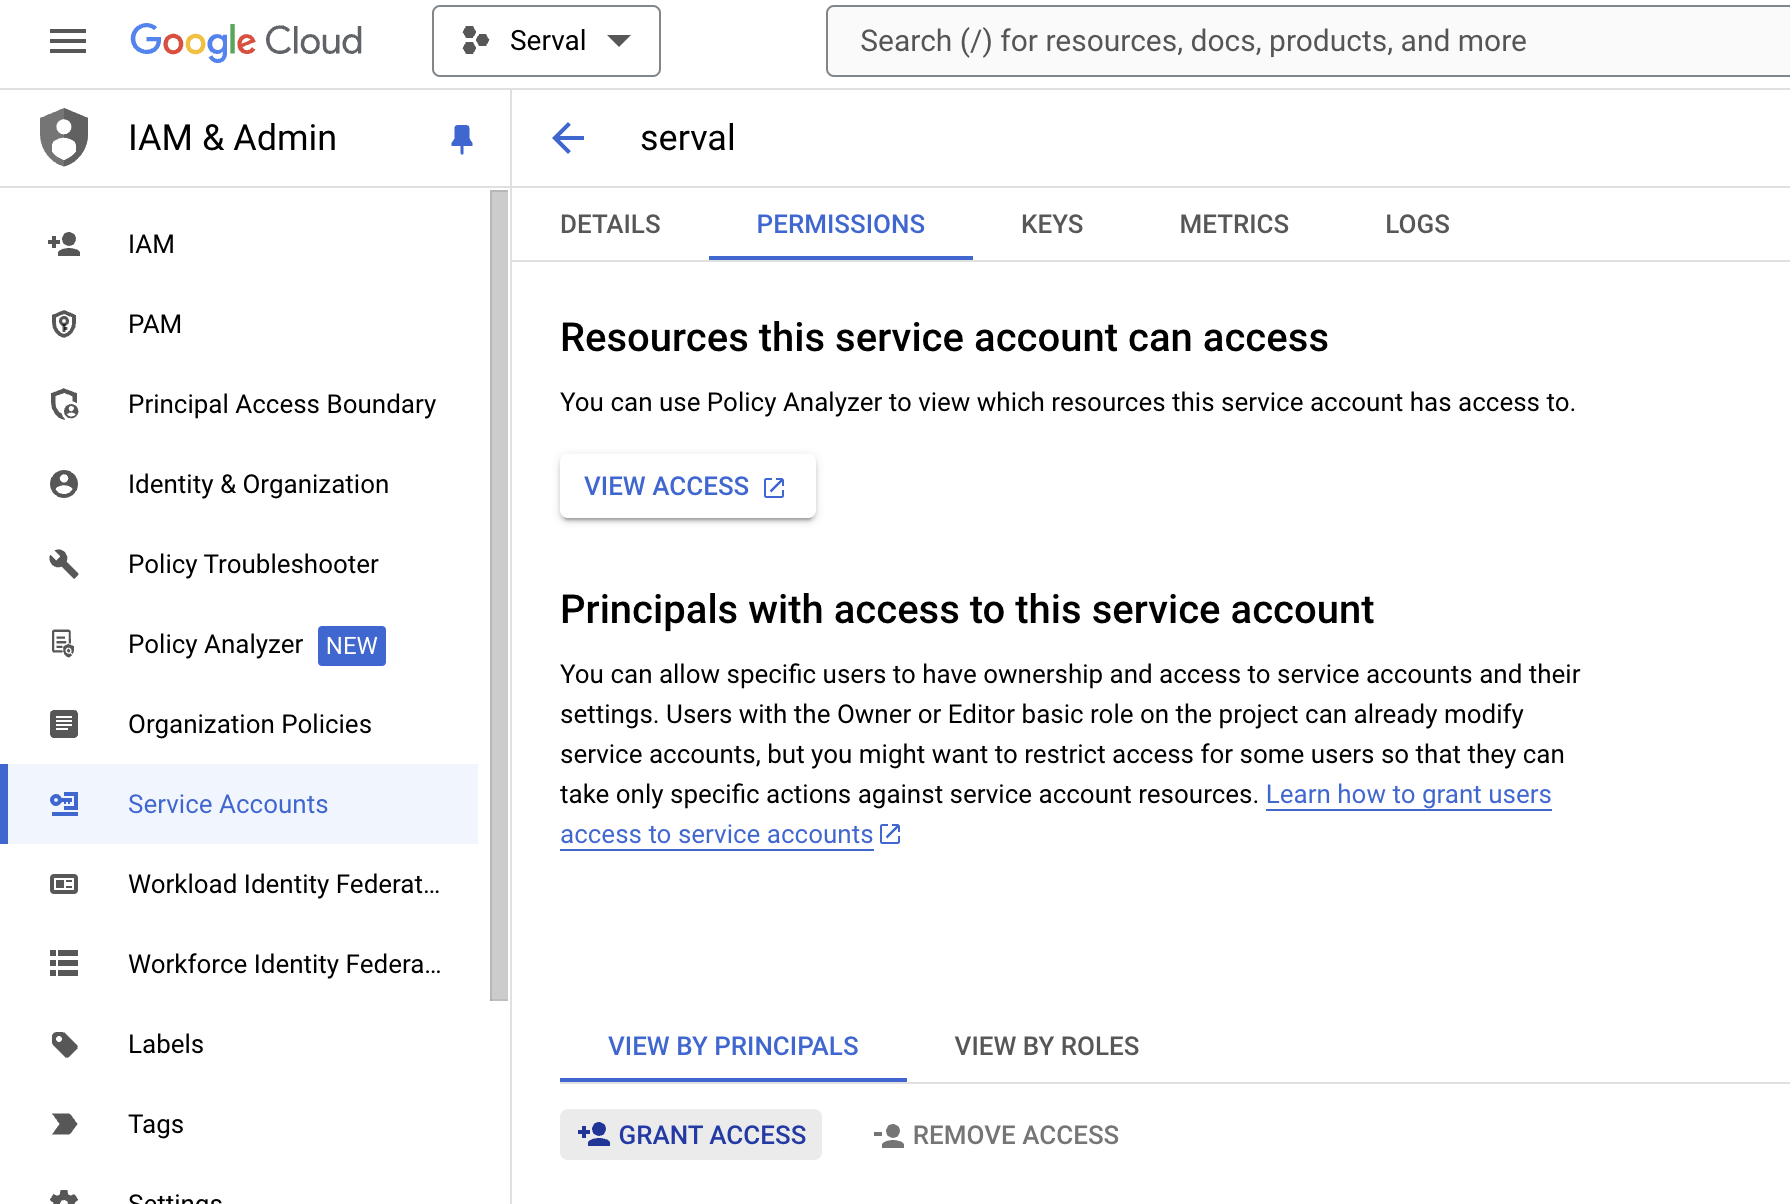 Google Cloud
Serval
Search (/) for resources, docs, products, and more
IAM & Admin
serval
IAM
PAM
Principal Access Boundary
Identity & Organization
Policy Troubleshooter
Policy Analyzer NEW
Organization Policies
Service Accounts
Workload Identity Federat...
Workforce Identity Federa...
Labels
Tags
Settings
DETAILS
PERMISSIONS
KEYS
METRICS
LOGS
Resources this service account can access
You can use Policy Analyzer to view which resources this service account has access to.
VIEW ACCESS
Principals with access to this service account
You can allow specific users to have ownership and access to service accounts and their
settings. Users with the Owner or Editor basic role on the project can already modify
service accounts, but you might want to restrict access for some users so that they can
take only specific actions against service account resources. Learn how to grant users
access to service accounts
VIEW BY PRINCIPALS
VIEW BY ROLES
GRANT ACCESS
REMOVE ACCESS